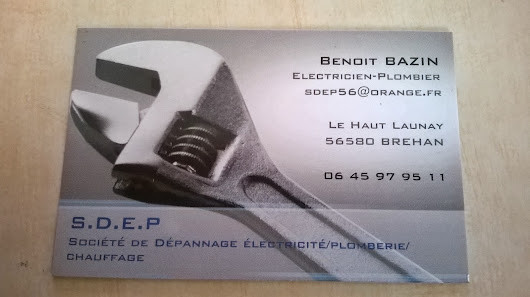 BENOIT BAZIN
ELECTRICIEN-PLOMBIER
SDEP56@ORANGE.FR
LE HAUT LAUNAY
56580 BREHAN
06 45 97 95 11
S.D.E.P
SOCIÉTÉ DE DÉPANNAGE ÉLECTRICITÉ/PLOMBERIE/
CHAUFFAGE